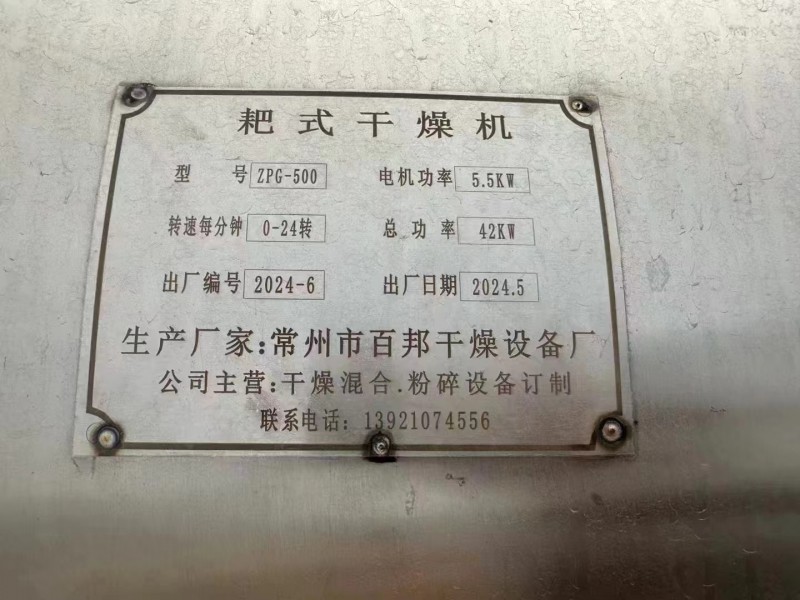 耙式干燥机
型号 ZPG-500 电机功率 5.5KW
转速每分钟 0-24转 总功率 42KW
出厂编号 2024-6 出厂日期 2024.5
生产厂家:常州市百邦干燥设备厂
公司主营:干燥混合.粉碎设备订制
联系电话: 13921074556